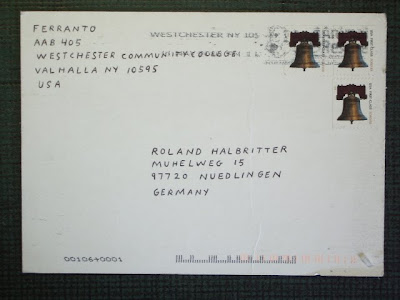 FERRANTO
AAB 405
WESTCHESTER COMMUNITY COLLEGE
VALHALLA NY 10595
USA
WESTCHESTER NY 105
ROLAND HALBRITTER
MUHELWEG 15
97720 NUEDLINGEN
GERMANY
0010640001